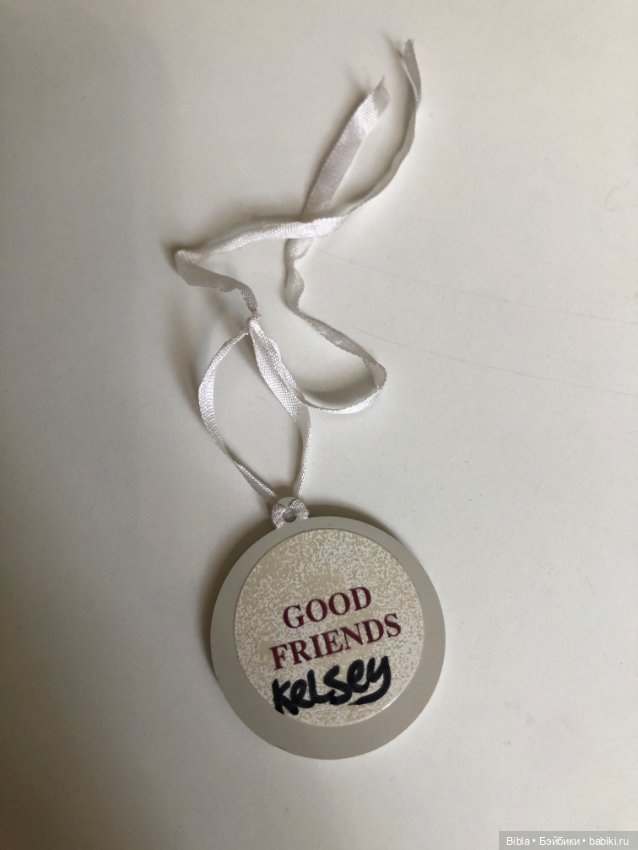 GOOD
FRIENDS
Kelsey
Bibla • Бэйбики • babiki.ru